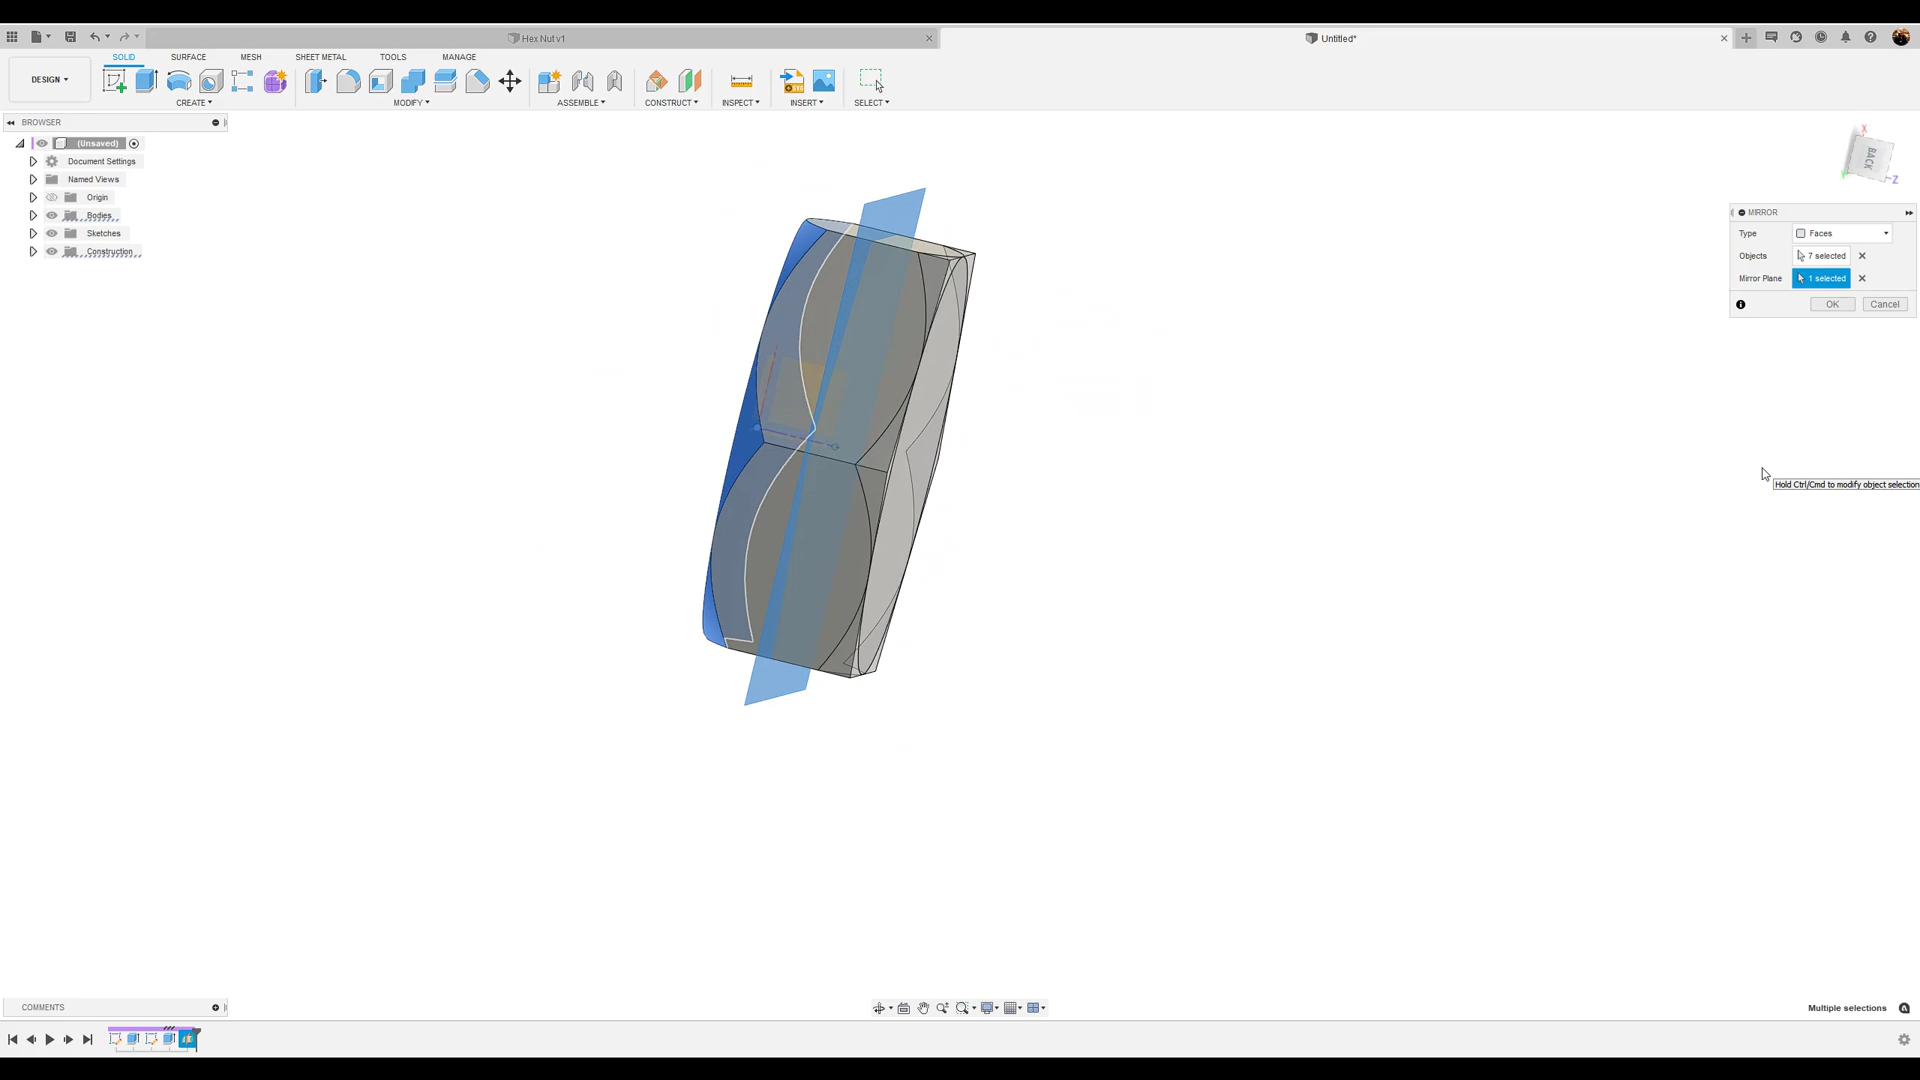 Hex Nut v1
Untitled*
DESIGN
SOLID
SURFACE
MESH
SHEET METAL
TOOLS
MANAGE
CREATE
MODIFY
ASSEMBLE
CONSTRUCT
INSPECT
INSERT
SELECT
BROWSER
(Unsaved)
Document Settings
Named Views
Origin
Bodies
Sketches
Construction
X
BACK
Z
MIRROR
Type
Faces
Objects
7 selected
Mirror Plane
1 selected
OK
Cancel
Hold Ctrl/Cmd to modify object selection
COMMENTS
Multiple selections